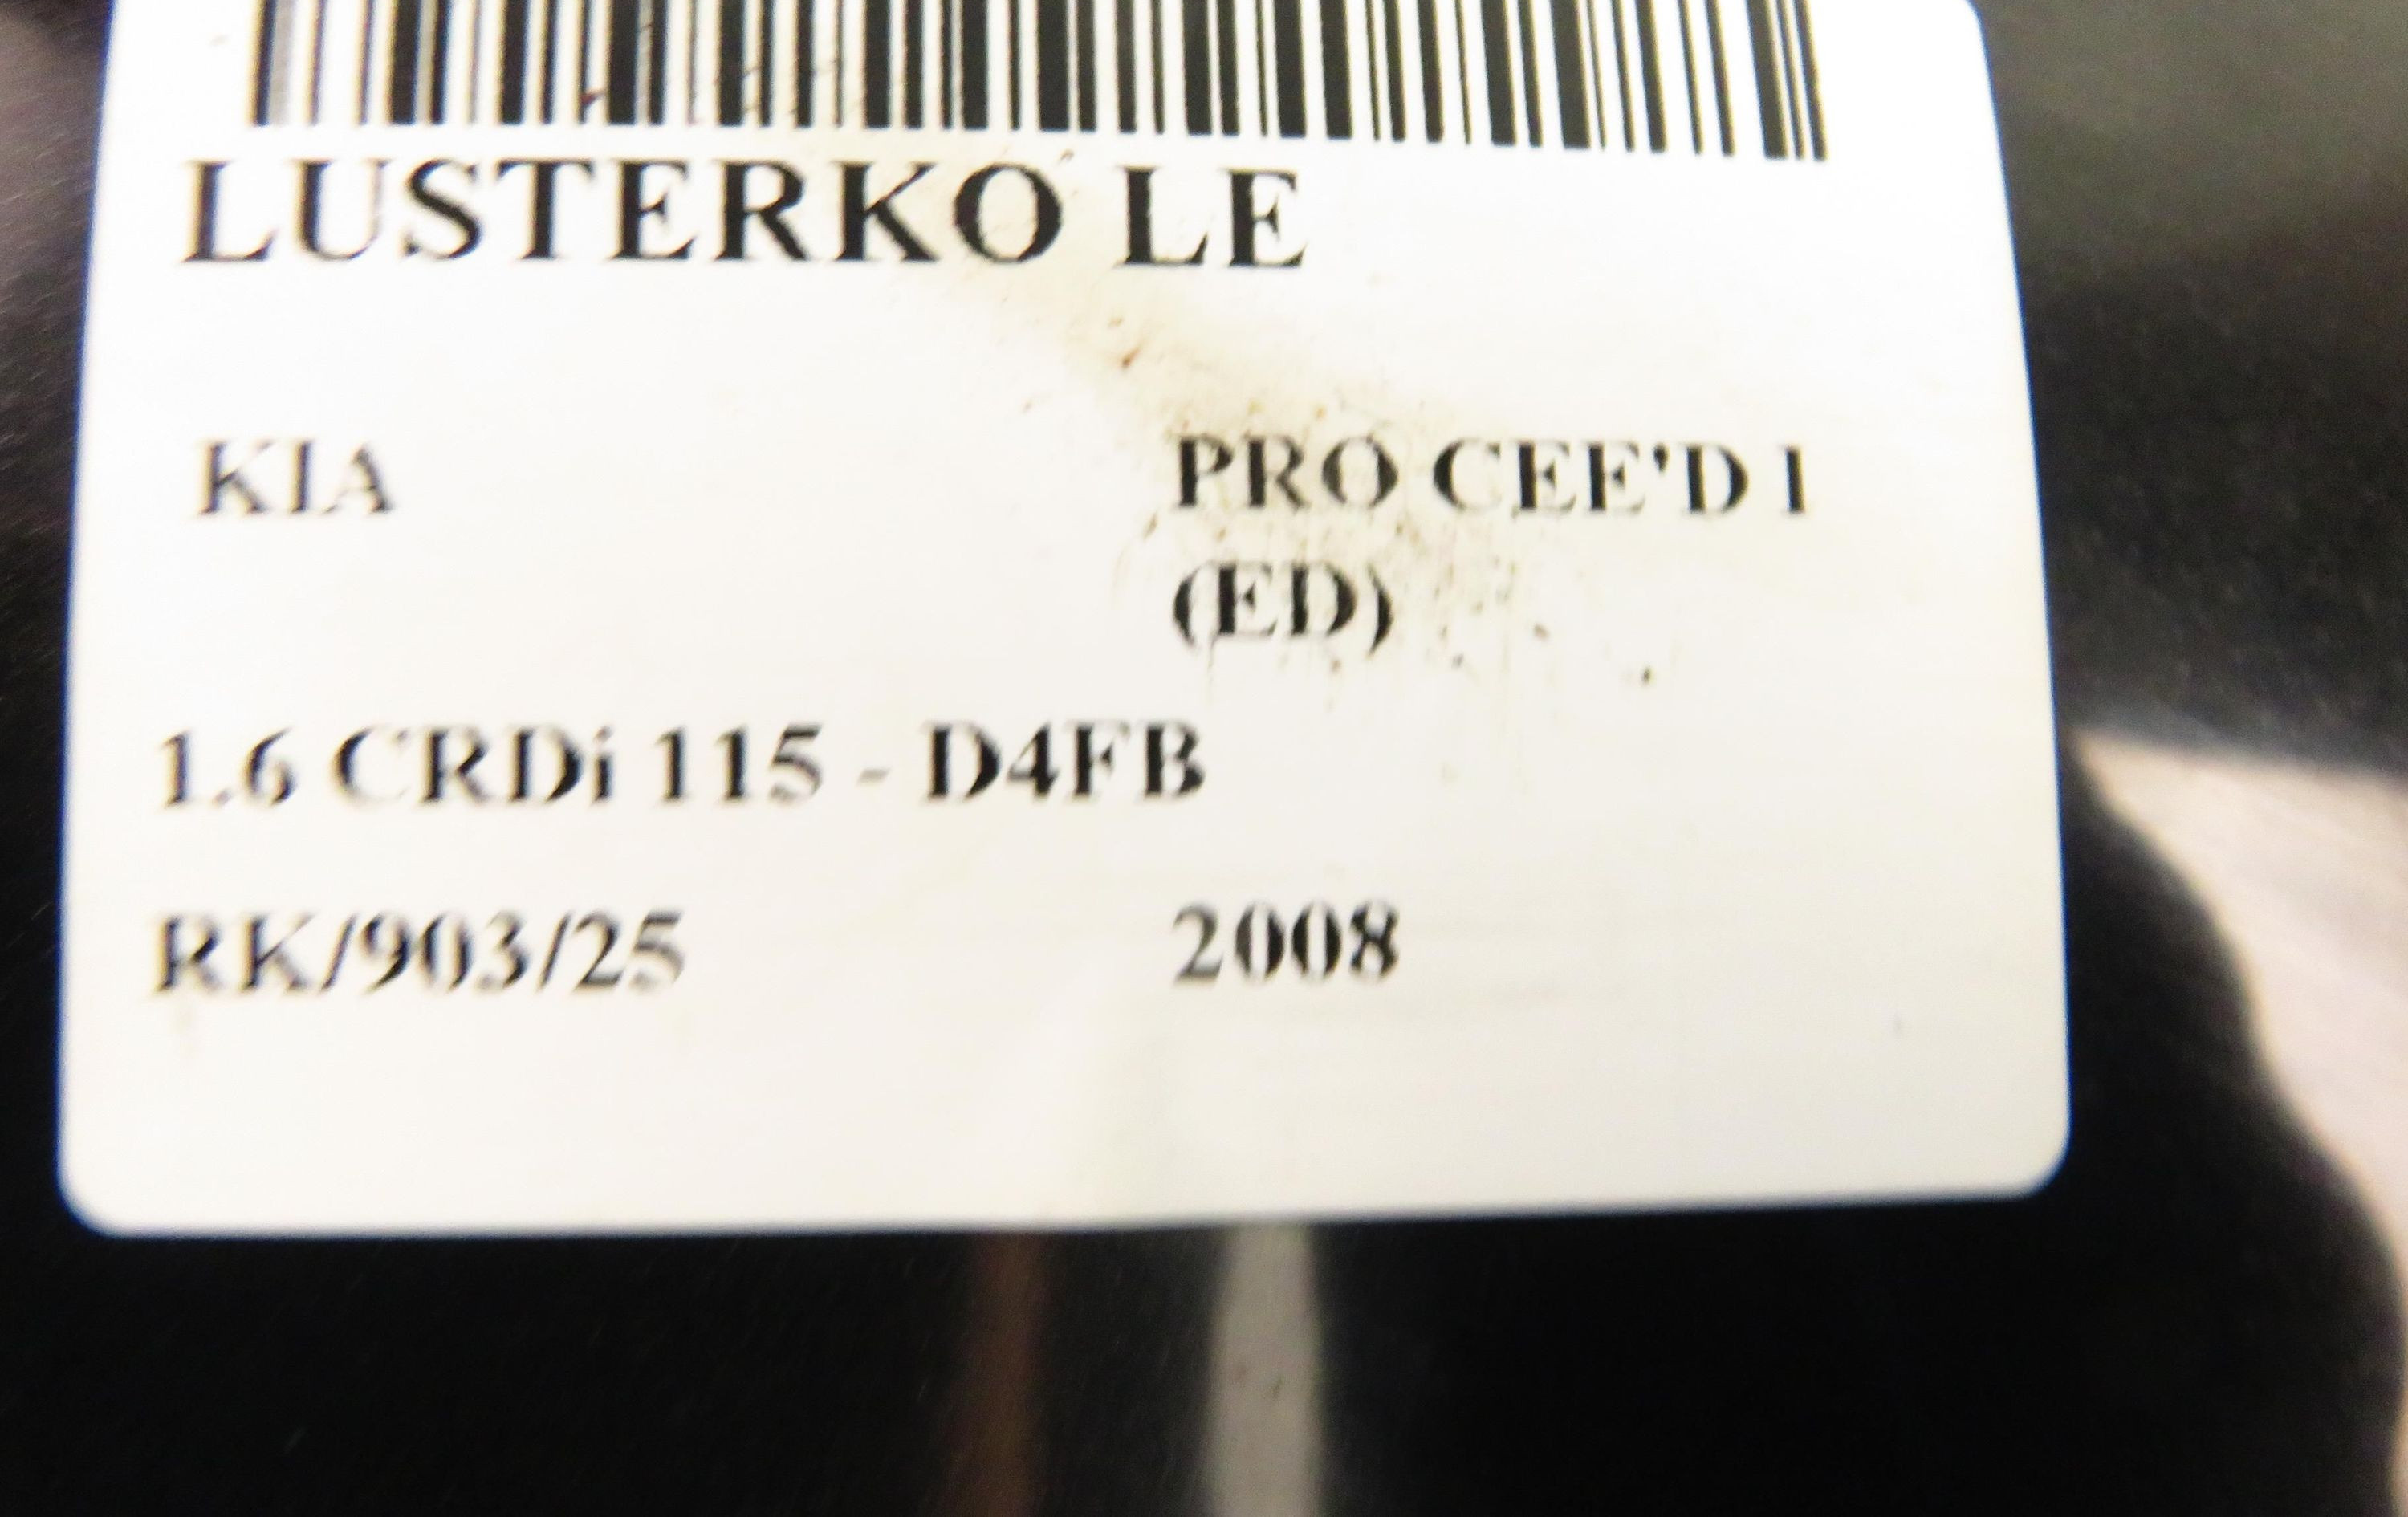 LUSTERKO LE
KIA PRO CEE'D I
(ED)
1.6 CRDi 115 - D4FB
RK/903/25 2008